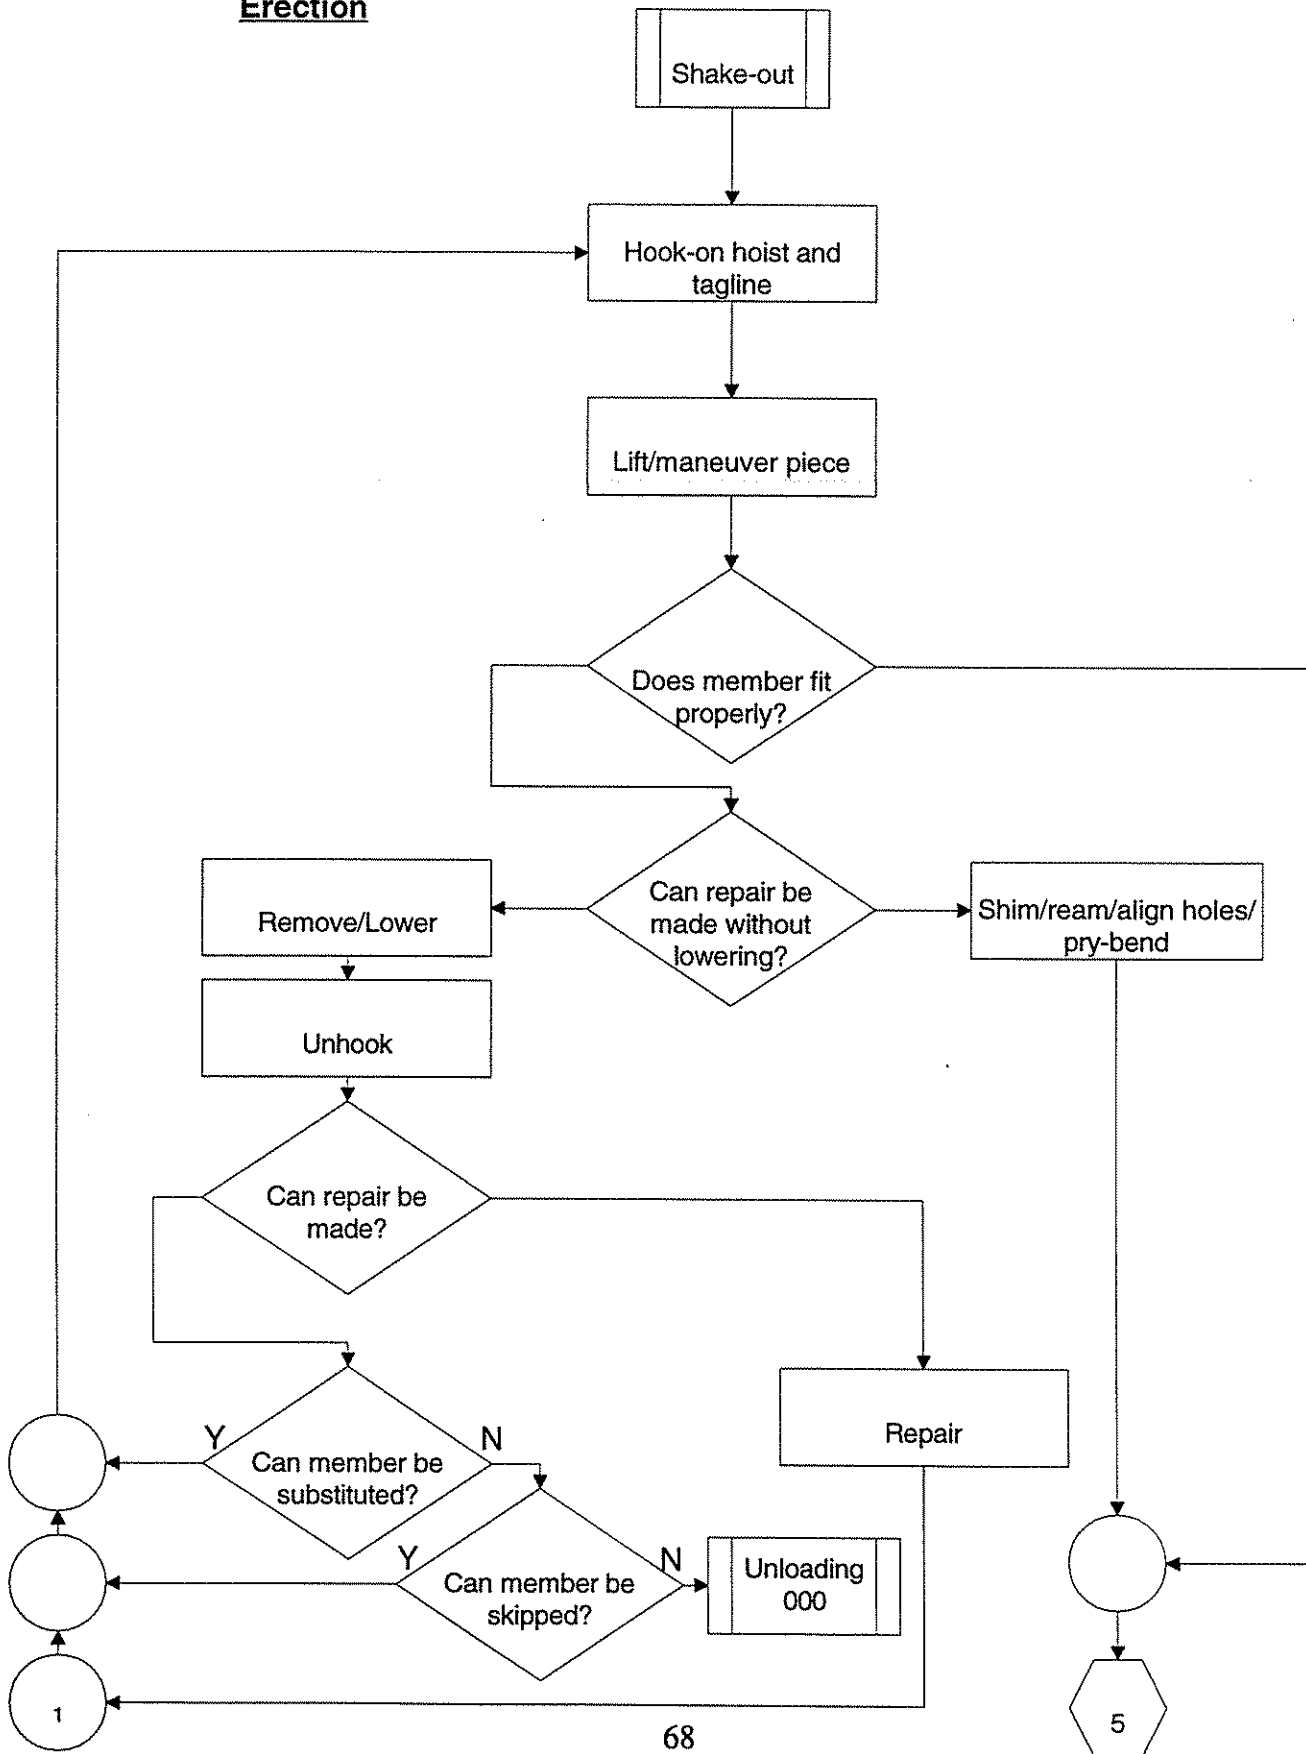 Erection
Shake-out
Hook-on hoist and
tagline
Lift/maneuver piece
Does member fit
properly?
Can repair be
made without
lowering?
Remove/Lower
Shim/ream/align holes/
pry-bend
Unhook
Can repair be
made?
Repair
Y
N
Can member be
substituted?
Y
N
Can member be
skipped?
Unloading
000
1
5
68